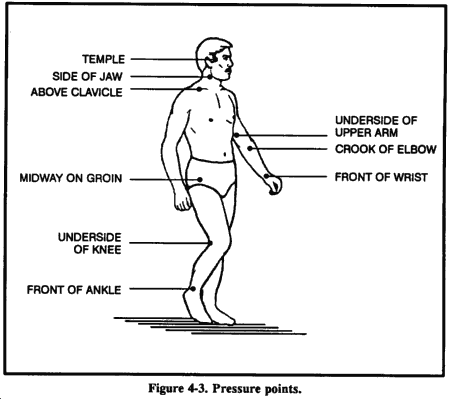 TEMPLE
SIDE OF JAW
ABOVE CLAVICLE
MIDWAY ON GROIN
UNDERSIDE
OF KNEE
FRONT OF ANKLE
UNDERSIDE OF
UPPER ARM
CROOK OF ELBOW
FRONT OF WRIST
Figure 4-3. Pressure points.